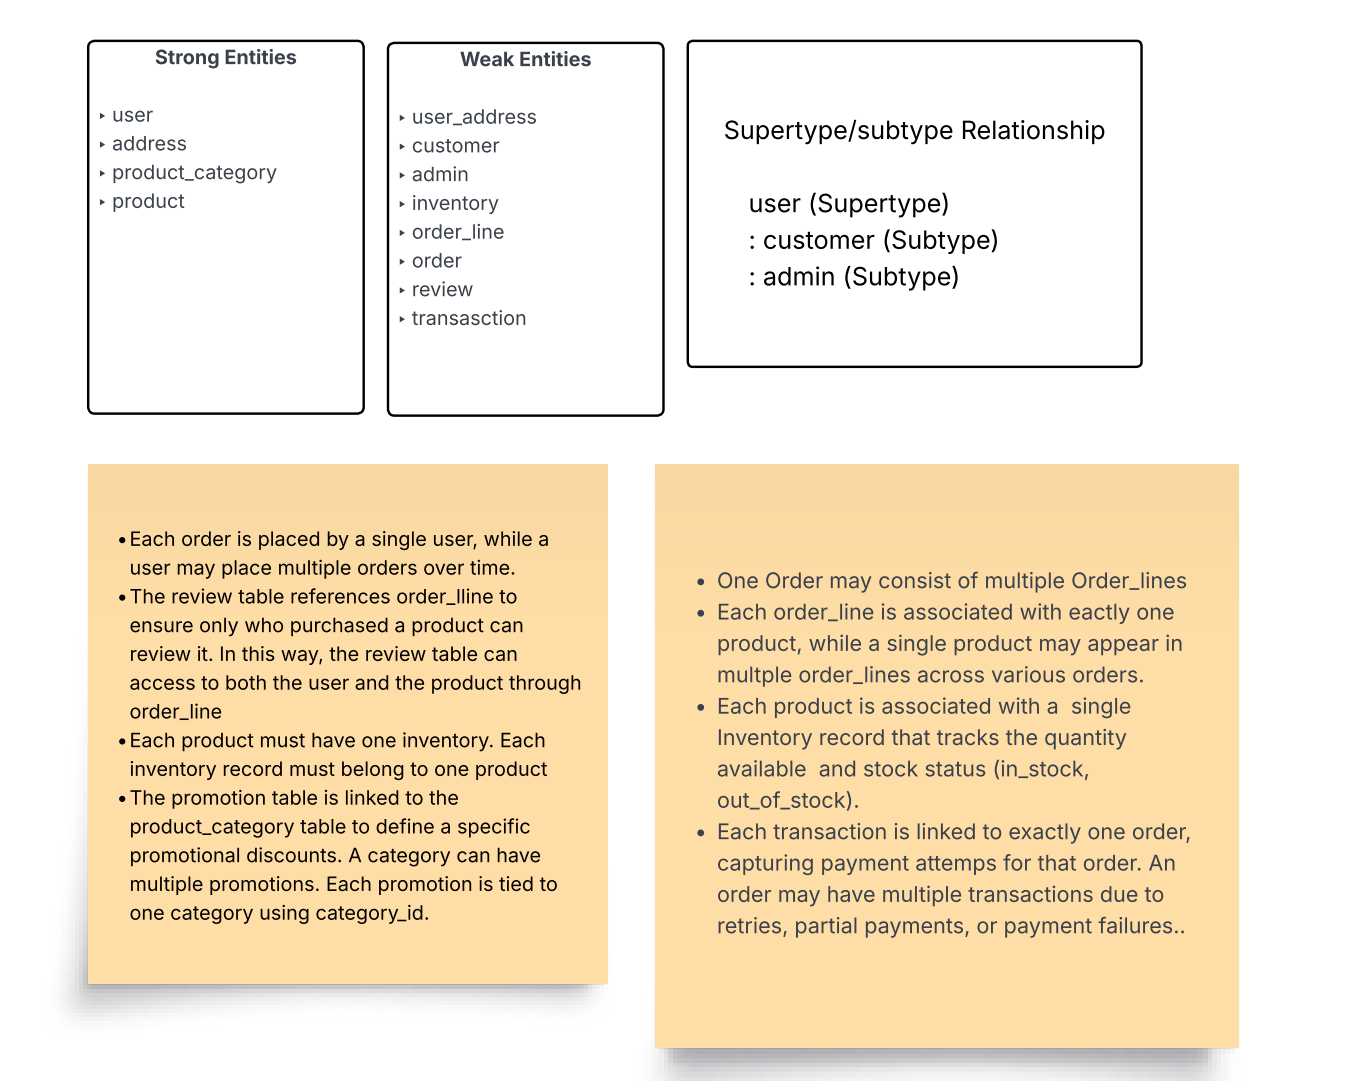 Strong Entities
‣ user
‣ address
‣ product_category
‣ product
Weak Entities
‣ user_address
‣ customer
‣ admin
‣ inventory
‣ order_line
‣ order
‣ review
‣ transasction
Supertype/subtype Relationship
user (Supertype)
: customer (Subtype)
: admin (Subtype)
•Each order is placed by a single user, while a
user may place multiple orders over time.
•The review table references order_lline to
ensure only who purchased a product can
review it. In this way, the review table can
access to both the user and the product through
order_line
•Each product must have one inventory. Each
inventory record must belong to one product
•The promotion table is linked to the
product_category table to define a specific
promotional discounts. A category can have
multiple promotions. Each promotion is tied to
one category using category_id.
• One Order may consist of multiple Order_lines
• Each order_line is associated with eactly one
product, while a single product may appear in
multple order_lines across various orders.
• Each product is associated with a  single
Inventory record that tracks the quantity
available  and stock status (in_stock,
out_of_stock).
• Each transaction is linked to exactly one order,
capturing payment attemps for that order. An
order may have multiple transactions due to
retries, partial payments, or payment failures..